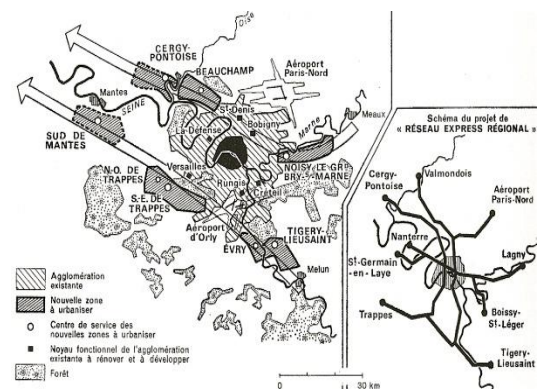 Oise
CERGY-
PONTOISE
BEAUCHAMP
Aéroport
Paris-Nord
Mantes
SEINE
St-Denis
Bobigny
Marne
Meaux
La Défense
SUD DE
MANTES
NOISY LE GRD
BRY-s-MARNE
Versailles
N.-O. DE
TRAPPES
Rungis
Créteil
S.-E. DE
TRAPPES
Aéroport
d'Orly
ÉVRY
TIGERY-
LIEUSAINT
Melun
Agglomération
existante
Nouvelle zone
à urbaniser
Centre de service des
nouvelles zones à urbaniser
Noyau fonctionnel de l'agglomération
existante à rénover et à développer
Forêt
0
30 km
Schéma du projet de
« RÉSEAU EXPRESS RÉGIONAL »
Valmondois
Cergy-
Pontoise
Aéroport
Paris-Nord
Nanterre
St-Germain
-en-Laye
Lagny
Trappes
Boissy-
St-Léger
Tigery-
Lieusaint